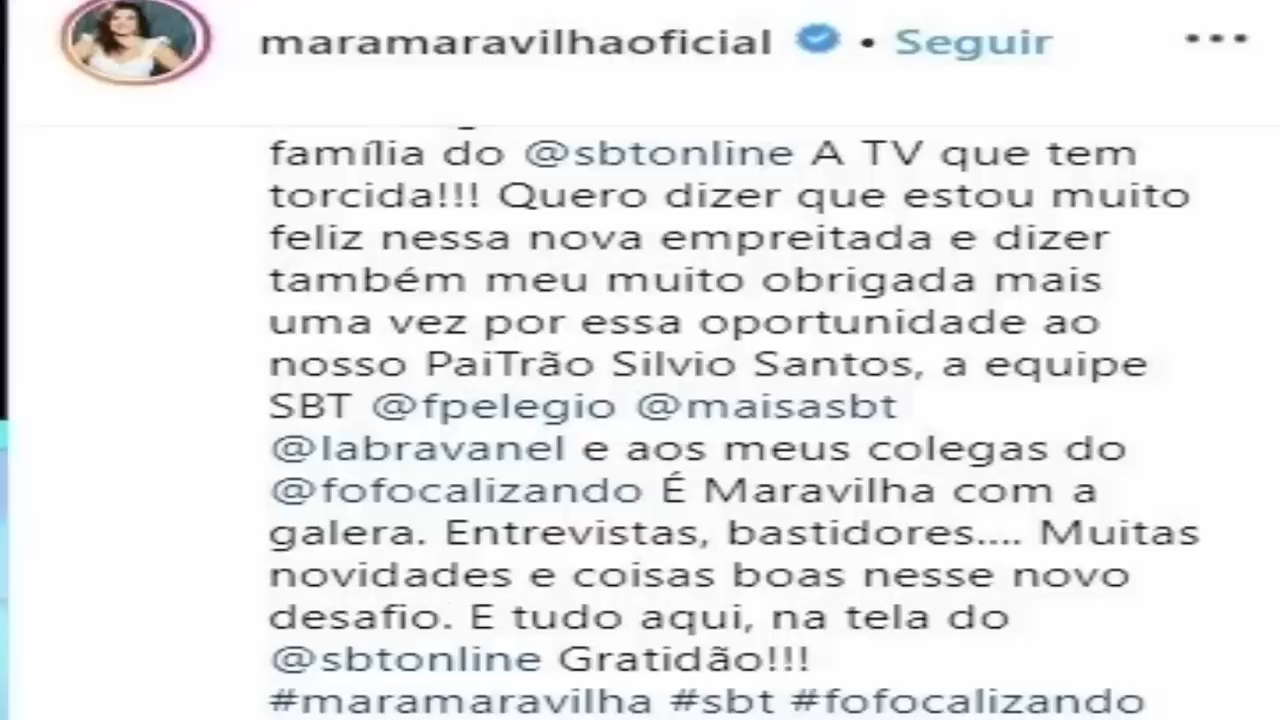 maramaravilhaoficial • Seguir •••
família do @sbtonline A TV que tem
torcida!!! Quero dizer que estou muito
feliz nessa nova empreitada e dizer
também meu muito obrigada mais
uma vez por essa oportunidade ao
nosso PaiTrão Silvio Santos, a equipe
SBT @fpelegio @maisasbt
@labravanel e aos meus colegas do
@fofocalizando É Maravilha com a
galera. Entrevistas, bastidores.... Muitas
novidades e coisas boas nesse novo
desafio. E tudo aqui, na tela do
@sbtonline Gratidão!!!
#maramaravilha #sbt #fofocalizando